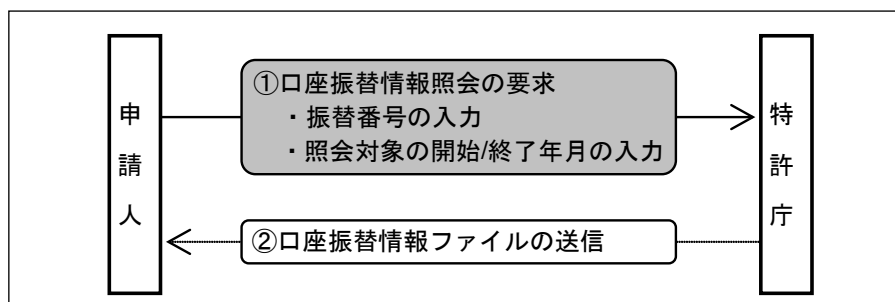 申請人
①口座振替情報照会の要求
・振替番号の入力
・照会対象の開始/終了年月の入力
②口座振替情報ファイルの送信
特許庁